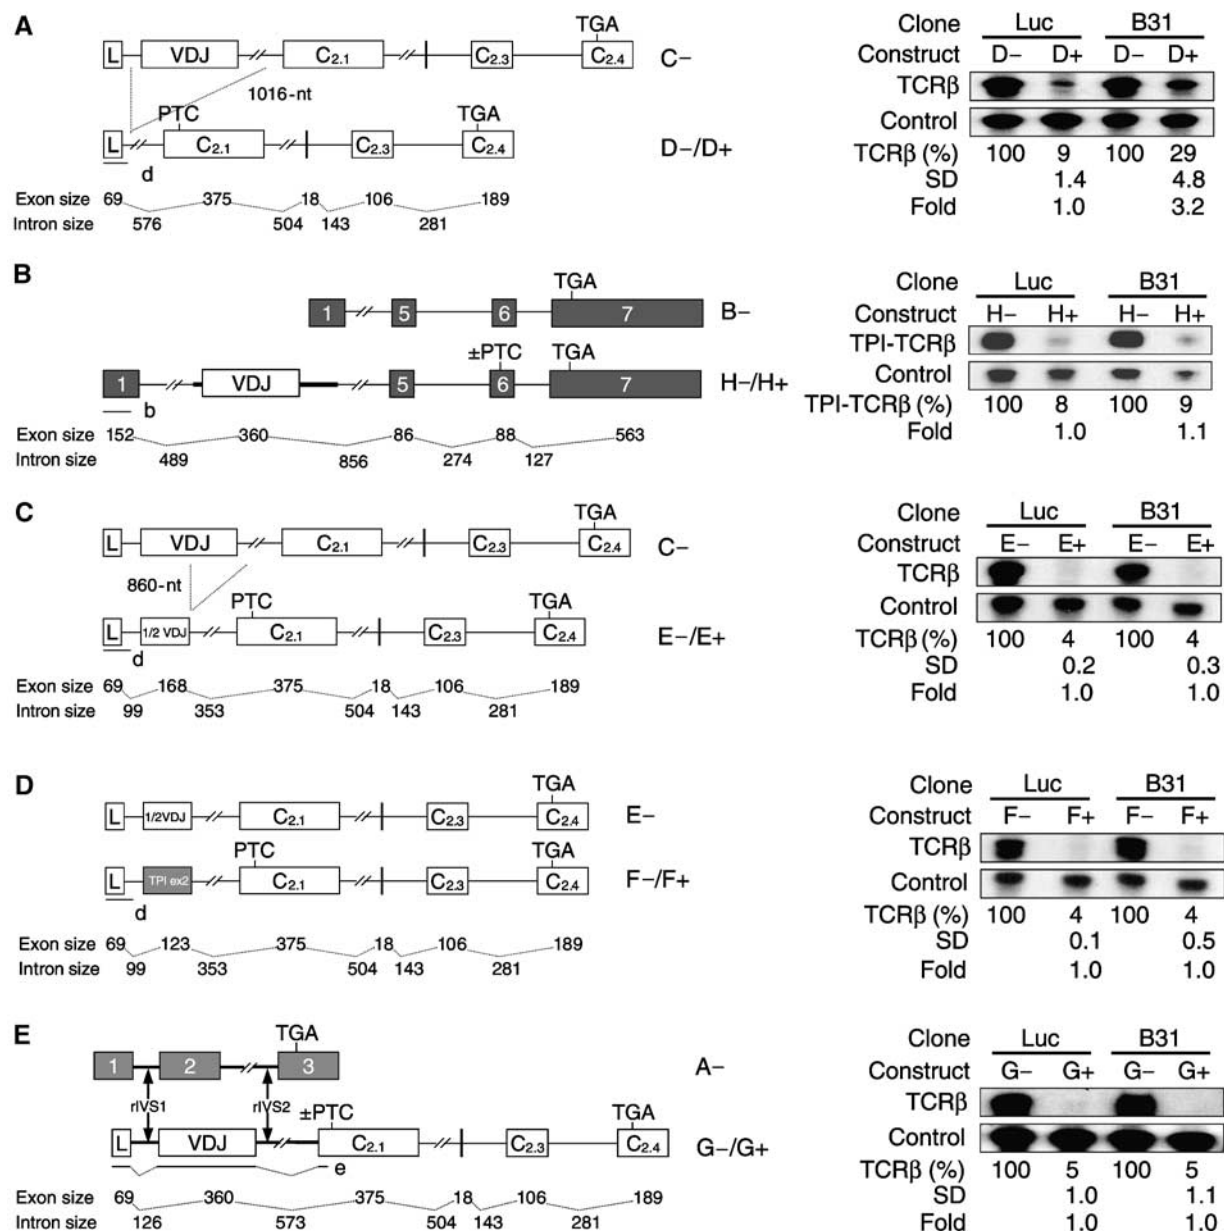 A
L VDJ C2.1 C2.3 TGA C2.4 C−
1016-nt
PTC TGA
L C2.1 C2.3 C2.4 D−/D+
d
Exon size 69 375 18 106 189
Intron size 576 504 143 281
Clone Luc B31
Construct D− D+ D− D+
TCRβ
Control
TCRβ (%) 100 9 100 29
SD 1.4 4.8
Fold 1.0 3.2
B
TGA
1 5 6 7 B−
±PTC TGA
1 VDJ 5 6 7 H−/H+
b
Exon size 152 360 86 88 563
Intron size 489 856 274 127
Clone Luc B31
Construct H− H+ H− H+
TPI-TCRβ
Control
TPI-TCRβ (%) 100 8 100 9
Fold 1.0 1.1
C
TGA
L VDJ C2.1 C2.3 C2.4 C−
860-nt
PTC TGA
L 1/2 VDJ C2.1 C2.3 C2.4 E−/E+
d
Exon size 69 168 375 18 106 189
Intron size 99 353 504 143 281
Clone Luc B31
Construct E− E+ E− E+
TCRβ
Control
TCRβ (%) 100 4 100 4
SD 0.2 0.3
Fold 1.0 1.0
D
TGA
L 1/2VDJ C2.1 C2.3 C2.4 E−
PTC TGA
L TPI ex2 C2.1 C2.3 C2.4 F−/F+
d
Exon size 69 123 375 18 106 189
Intron size 99 353 504 143 281
Clone Luc B31
Construct F− F+ F− F+
TCRβ
Control
TCRβ (%) 100 4 100 4
SD 0.1 0.5
Fold 1.0 1.0
E
TGA
1 2 3 A−
rIVS1 rIVS2 ±PTC TGA
L VDJ C2.1 C2.3 C2.4 G−/G+
e
Exon size 69 360 375 18 106 189
Intron size 126 573 504 143 281
Clone Luc B31
Construct G− G+ G− G+
TCRβ
Control
TCRβ (%) 100 5 100 5
SD 1.0 1.1
Fold 1.0 1.0